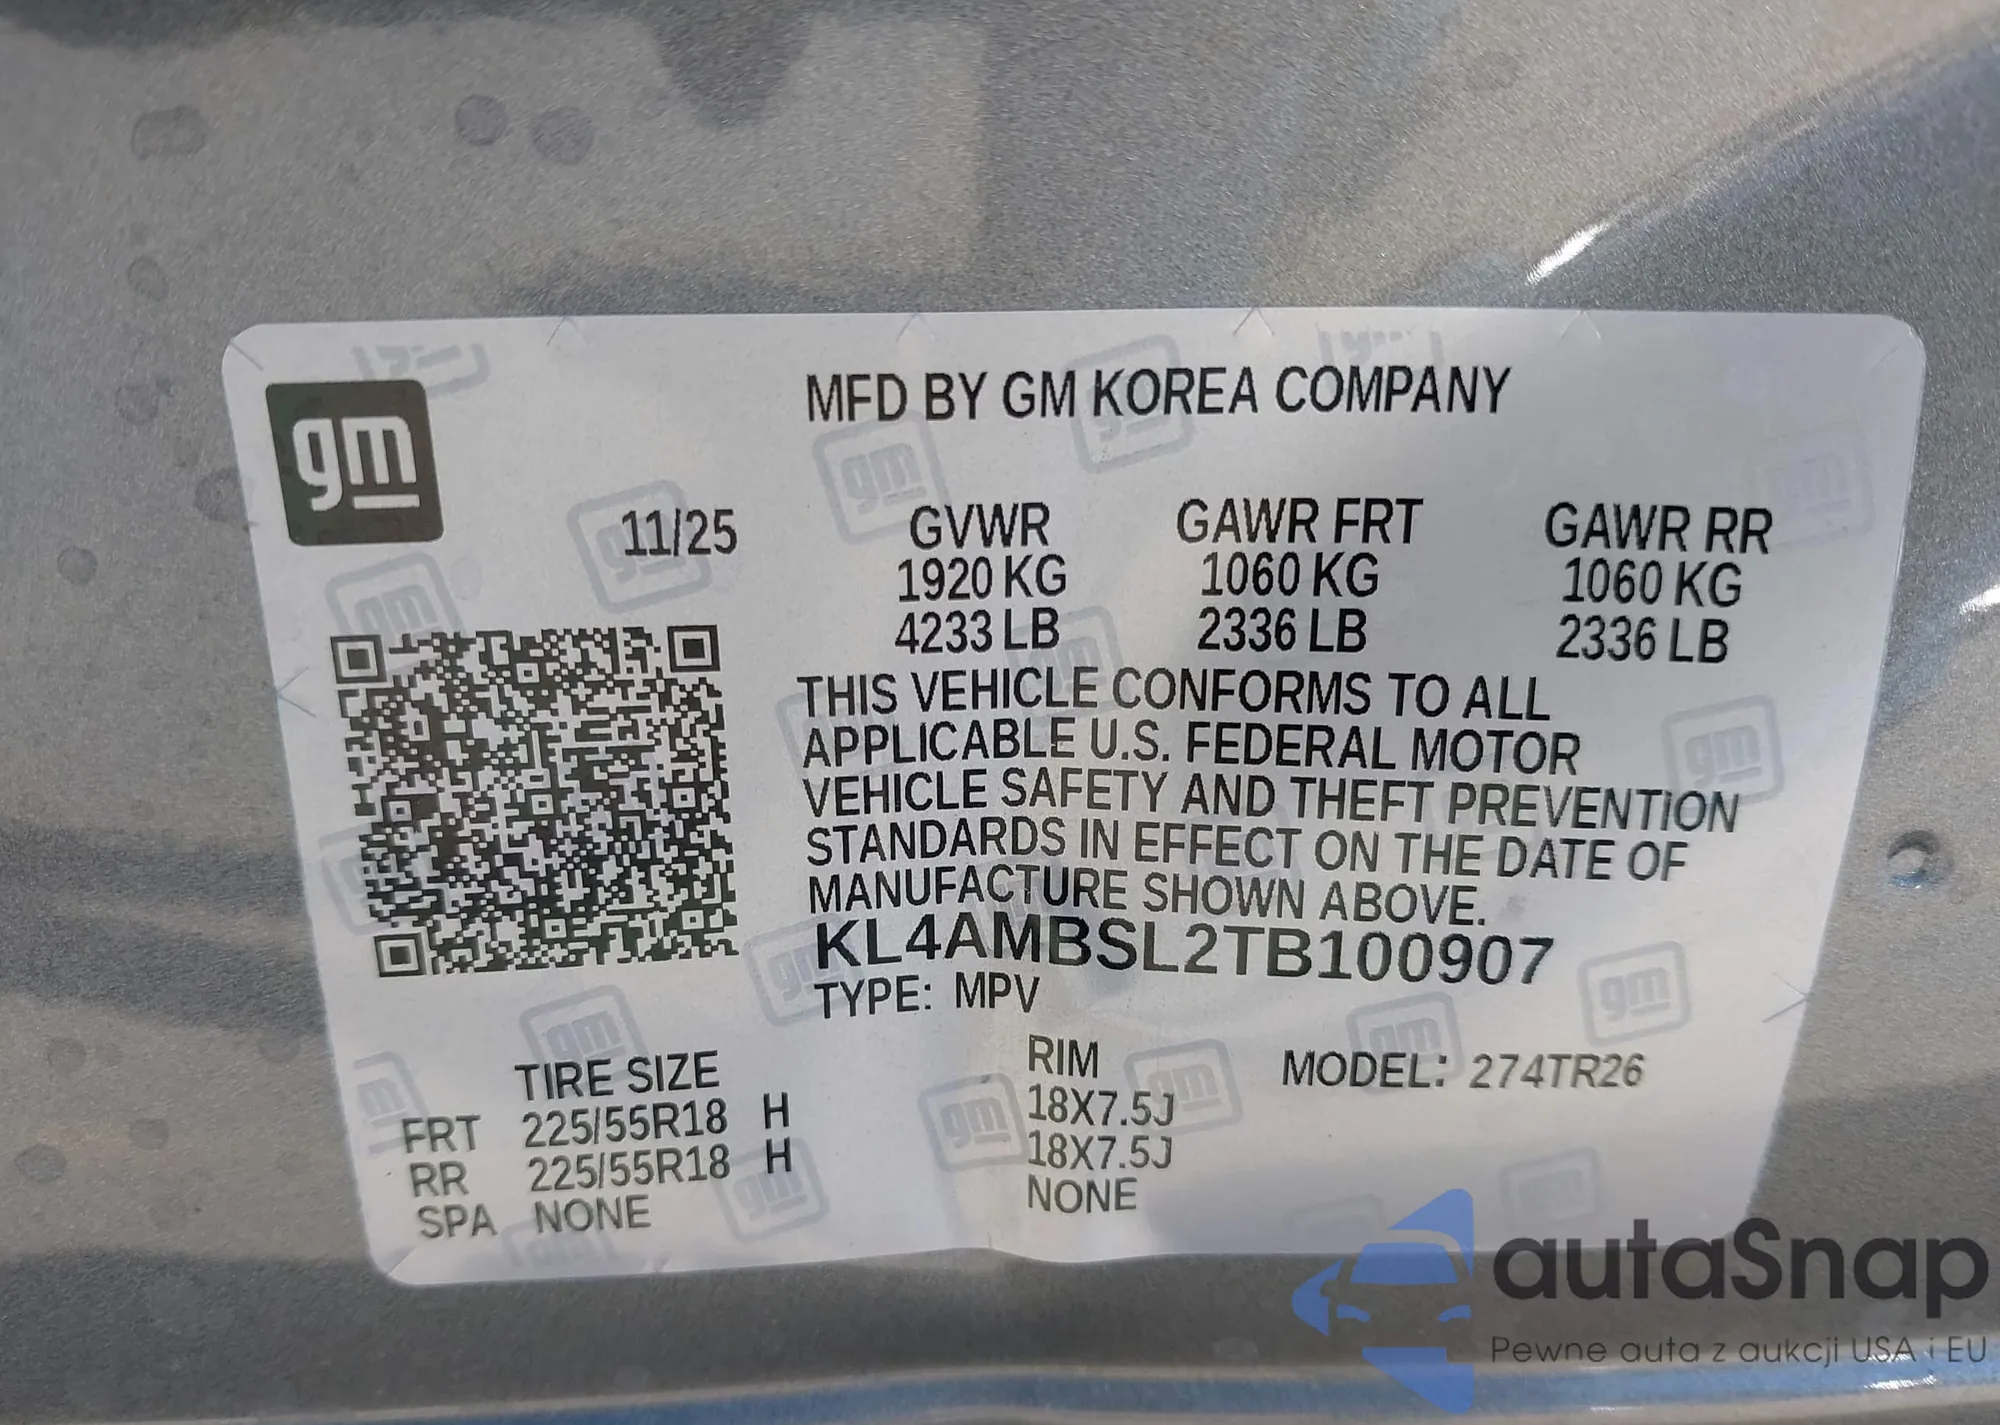 gm
MFD BY GM KOREA COMPANY
11/25
GVWR GAWR FRT GAWR RR
1920 KG 1060 KG 1060 KG
4233 LB 2336 LB 2336 LB
THIS VEHICLE CONFORMS TO ALL
APPLICABLE U.S. FEDERAL MOTOR
VEHICLE SAFETY AND THEFT PREVENTION
STANDARDS IN EFFECT ON THE DATE OF
MANUFACTURE SHOWN ABOVE.
KL4AMBSL2TB100907
TYPE: MPV
TIRE SIZE RIM MODEL: 274TR26
FRT 225/55R18 H 18X7.5J
RR 225/55R18 H 18X7.5J
SPA NONE NONE
autaSnap
Pewne auta z aukcji USA i EU